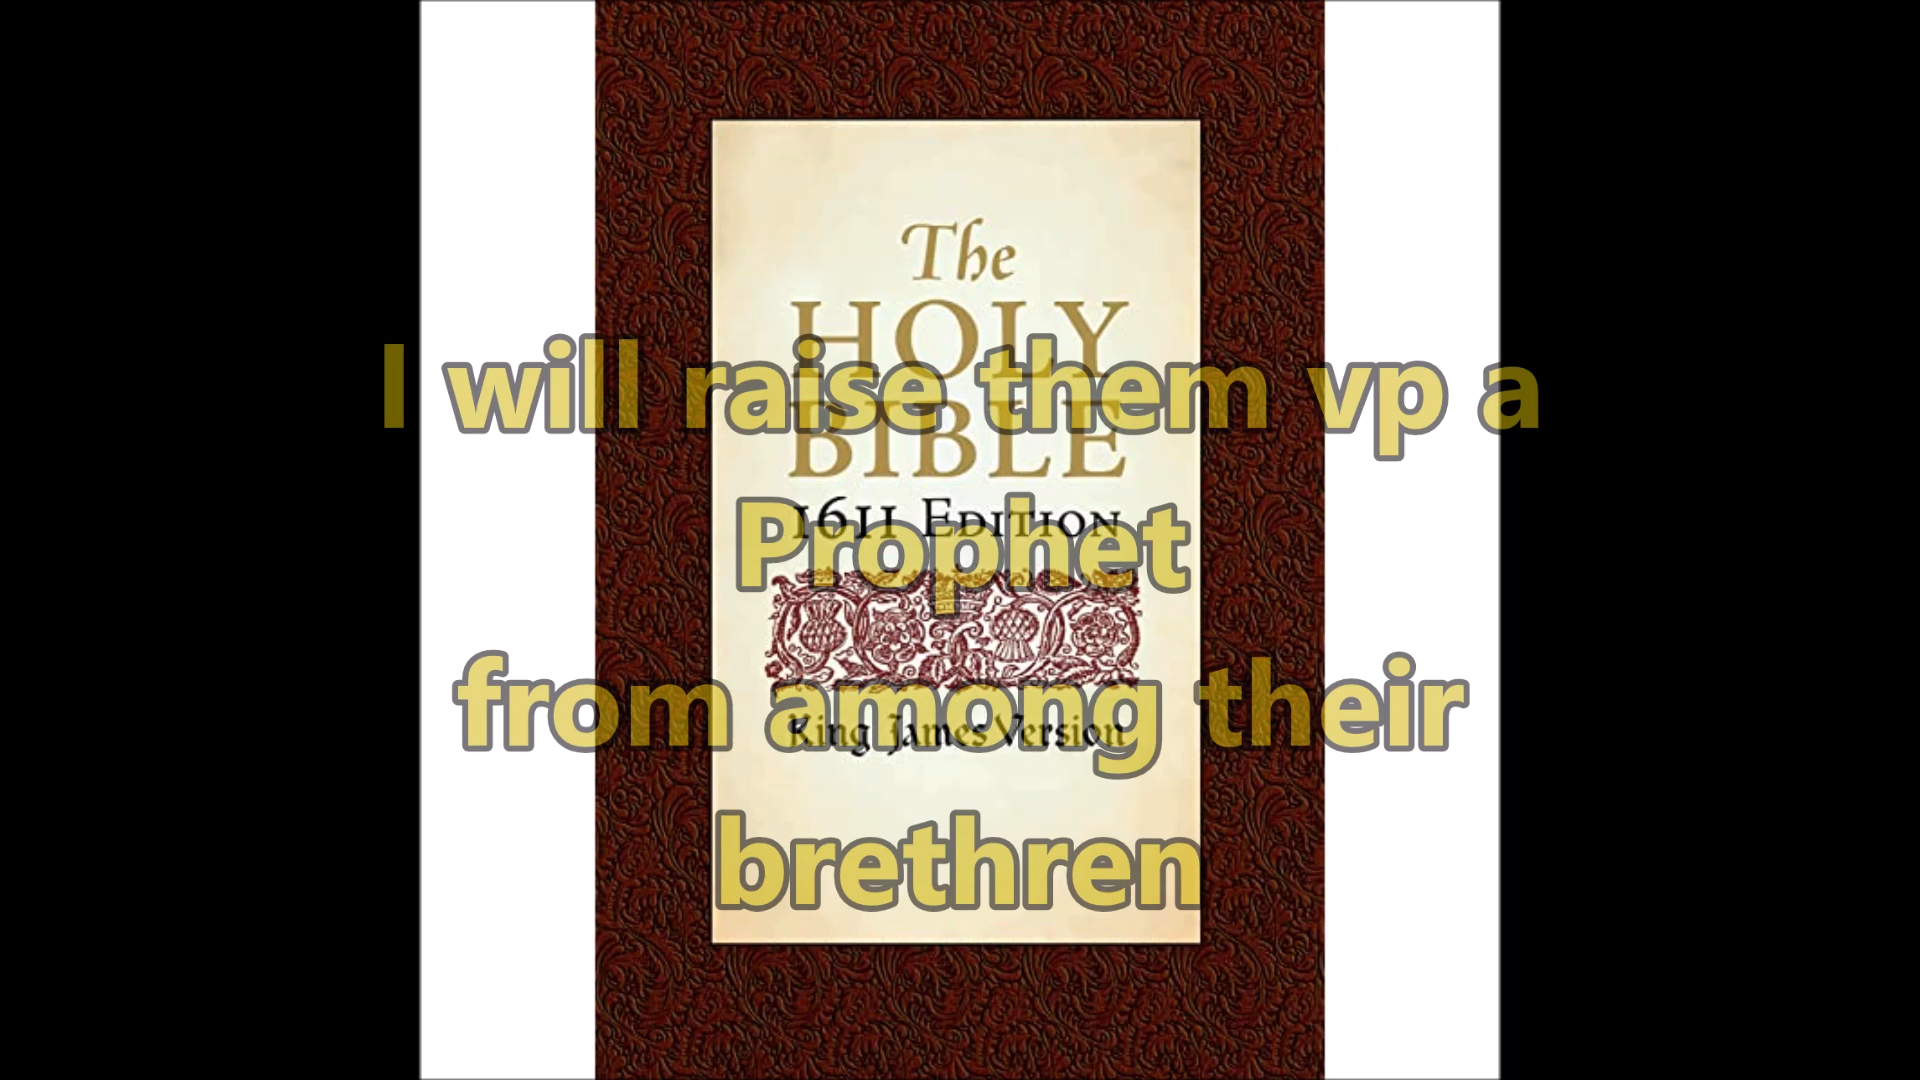 The
HOLY
I will raise them vp a
BIBLE
1611 EDITION
Prophet
from among their
King James Version
brethren